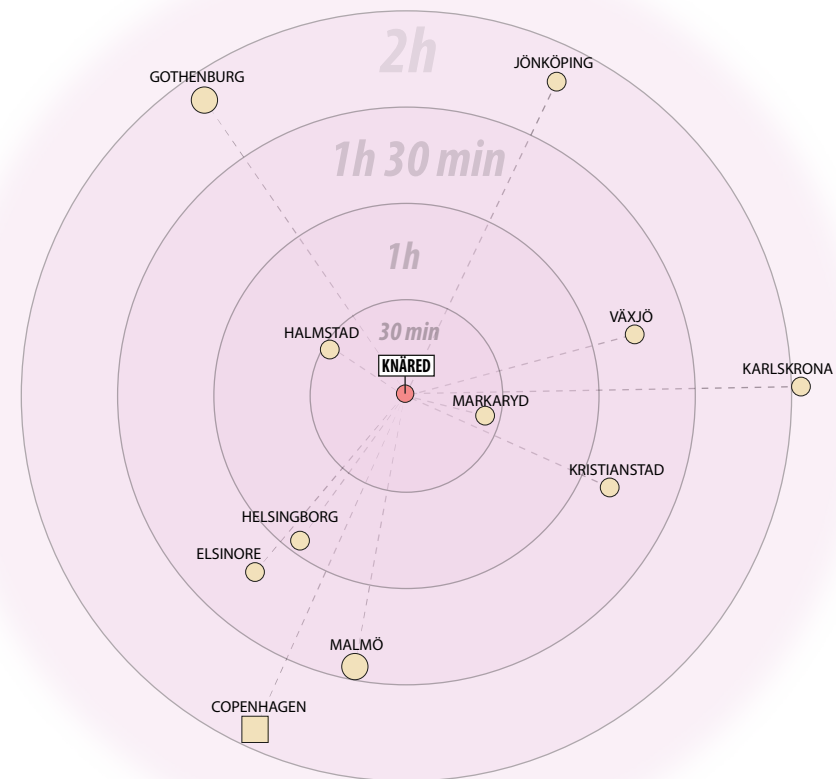 2h
JÖNKÖPING
GOTHENBURG
1h 30 min
1h
VÄXJÖ
HALMSTAD
30 min
KNÄRED
KARLSKRONA
MARKARYD
KRISTIANSTAD
HELSINGBORG
ELSINORE
MALMÖ
COPENHAGEN